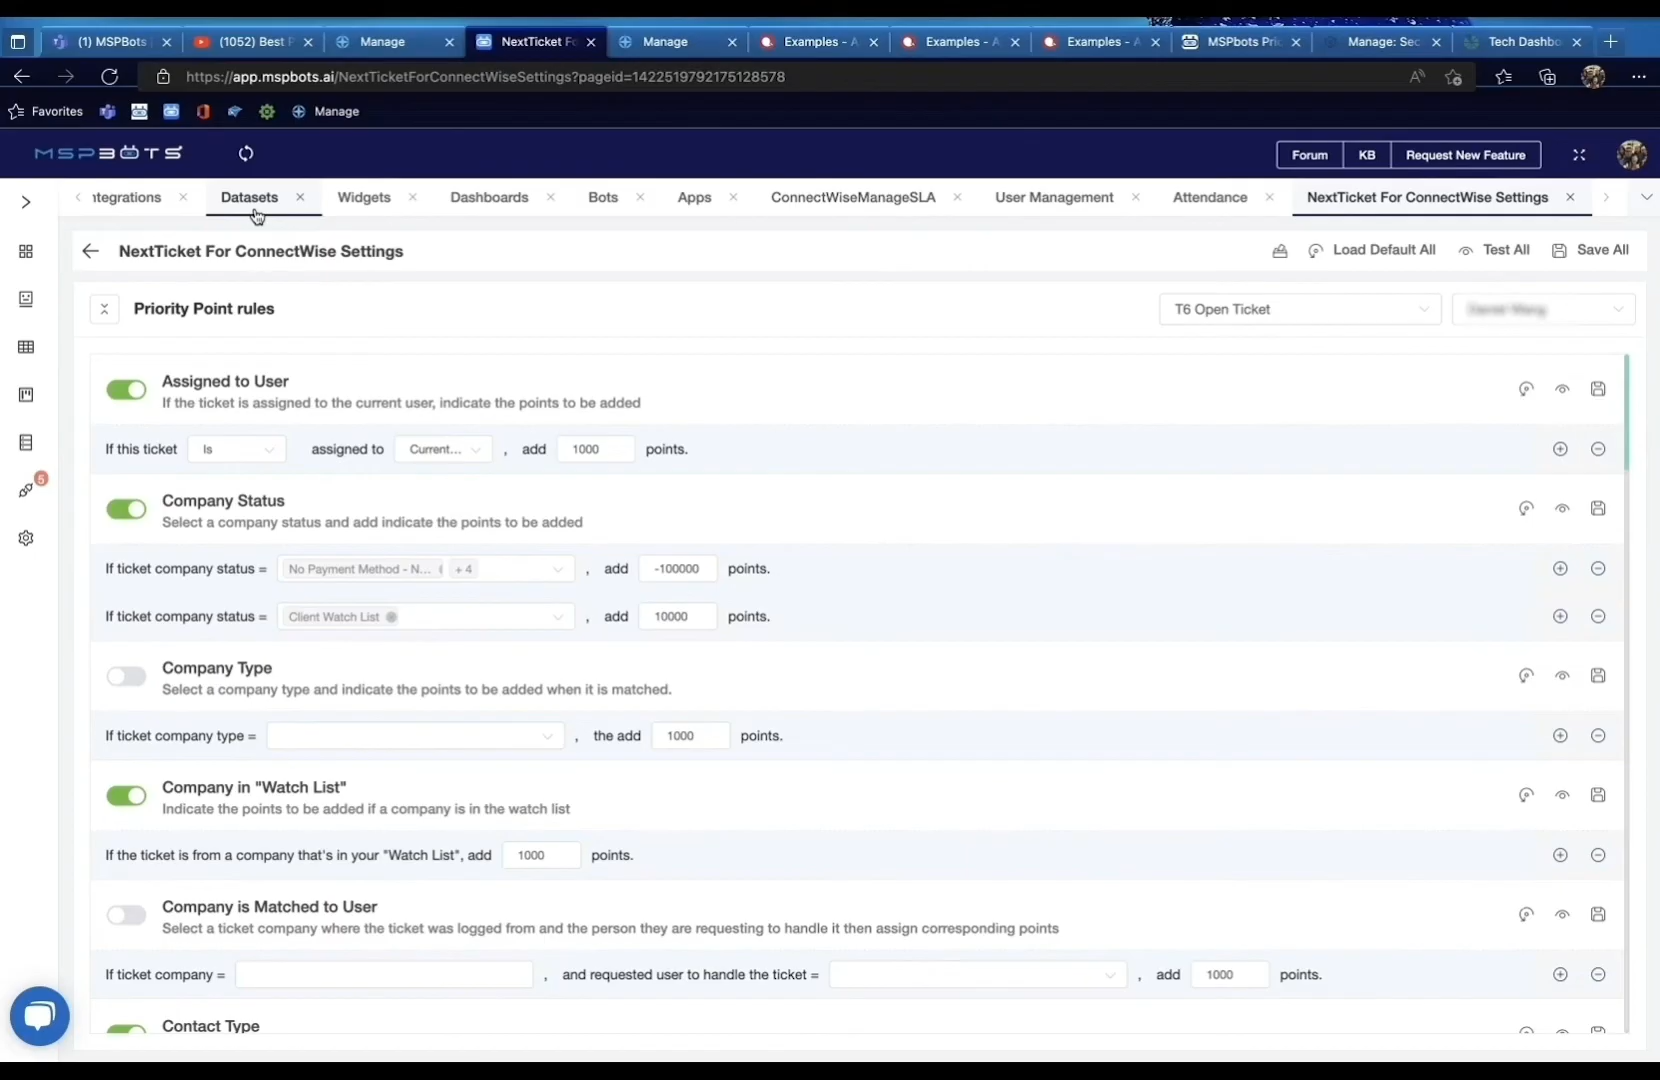 (1) MSPBots
(1052) Best P
Manage
NextTicket Fo
Manage
Examples - A
Examples - A
Examples - A
MSPbots Pric
Manage: Sec
Tech Dashbo
https://app.mspbots.ai/NextTicketForConnectWiseSettings?pageid=1422519792175128578
Favorites
Manage
MSPBOTS
Forum
KB
Request New Feature
ntegrations
Datasets
Widgets
Dashboards
Bots
Apps
ConnectWiseManageSLA
User Management
Attendance
NextTicket For ConnectWise Settings
NextTicket For ConnectWise Settings
Load Default All
Test All
Save All
Priority Point rules
T6 Open Ticket
Assigned to User
If the ticket is assigned to the current user, indicate the points to be added
If this ticket Is assigned to Current... , add 1000 points.
5
Company Status
Select a company status and add indicate the points to be added
If ticket company status = No Payment Method - N... + 4 , add -100000 points.
If ticket company status = Client Watch List , add 10000 points.
Company Type
Select a company type and indicate the points to be added when it is matched.
If ticket company type = , the add 1000 points.
Company in "Watch List"
Indicate the points to be added if a company is in the watch list
If the ticket is from a company that's in your "Watch List", add 1000 points.
Company is Matched to User
Select a ticket company where the ticket was logged from and the person they are requesting to handle it then assign corresponding points
If ticket company = , and requested user to handle the ticket = , add 1000 points.
Contact Type